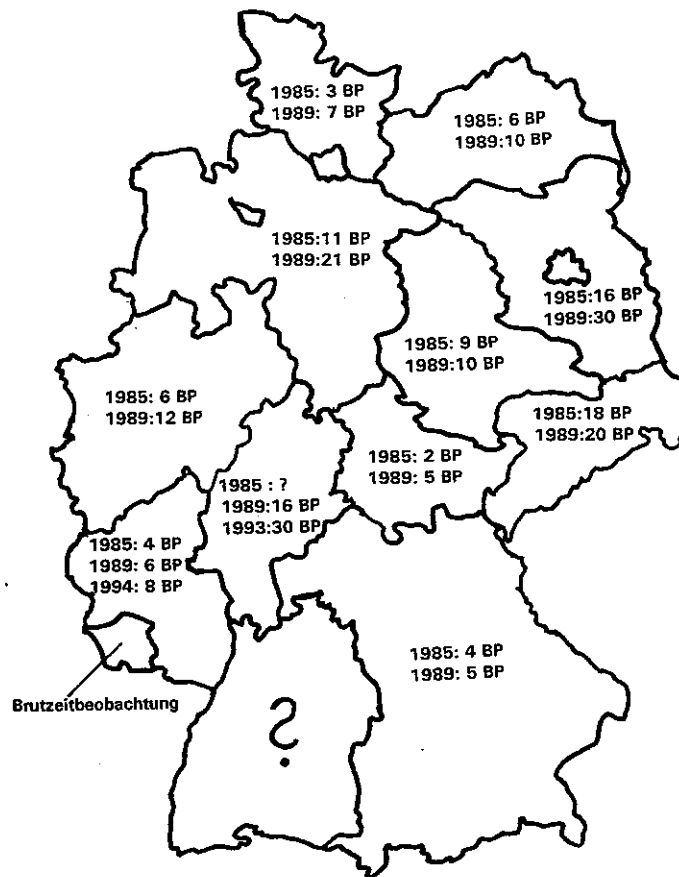 1985: 3 BP
1989: 7 BP
1985: 6 BP
1989:10 BP
1985:11 BP
1989:21 BP
1985:16 BP
1989:30 BP
1985: 9 BP
1989:10 BP
1985: 6 BP
1989:12 BP
1985:18 BP
1989:20 BP
1985: 2 BP
1989: 5 BP
1985 : ?
1989:16 BP
1993:30 BP
1985: 4 BP
1989: 6 BP
1994: 8 BP
1985: 4 BP
1989: 5 BP
Brutzeitbeobachtung
?